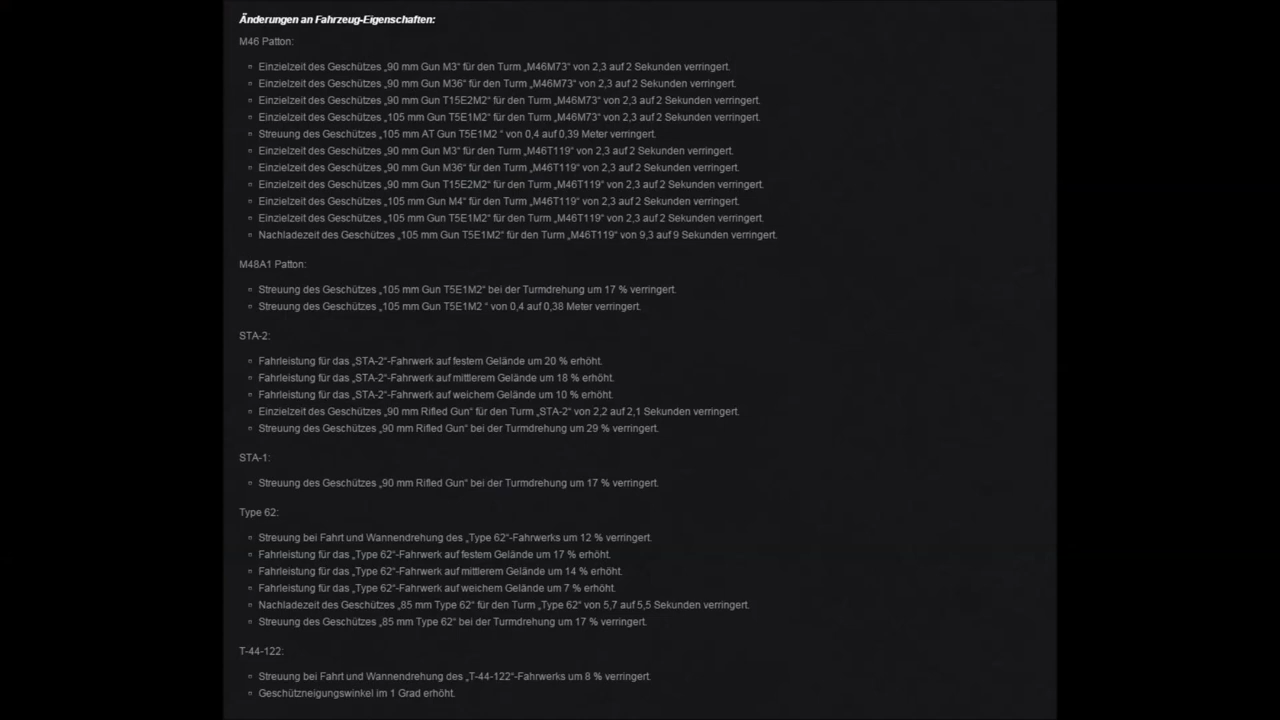 Änderungen an Fahrzeug-Eigenschaften:
M46 Patton:
Einzielzeit des Geschützes „90 mm Gun M3“ für den Turm „M46M73“ von 2,3 auf 2 Sekunden verringert.
Einzielzeit des Geschützes „90 mm Gun M36“ für den Turm „M46M73“ von 2,3 auf 2 Sekunden verringert.
Einzielzeit des Geschützes „90 mm Gun T15E2M2“ für den Turm „M46M73“ von 2,3 auf 2 Sekunden verringert.
Einzielzeit des Geschützes „105 mm Gun T5E1M2“ für den Turm „M46M73“ von 2,3 auf 2 Sekunden verringert.
Streuung des Geschützes „105 mm AT Gun T5E1M2 “ von 0,4 auf 0,39 Meter verringert.
Einzielzeit des Geschützes „90 mm Gun M3“ für den Turm „M46T119“ von 2,3 auf 2 Sekunden verringert.
Einzielzeit des Geschützes „90 mm Gun M36“ für den Turm „M46T119“ von 2,3 auf 2 Sekunden verringert.
Einzielzeit des Geschützes „90 mm Gun T15E2M2“ für den Turm „M46T119“ von 2,3 auf 2 Sekunden verringert.
Einzielzeit des Geschützes „105 mm Gun M4“ für den Turm „M46T119“ von 2,3 auf 2 Sekunden verringert.
Einzielzeit des Geschützes „105 mm Gun T5E1M2“ für den Turm „M46T119“ von 2,3 auf 2 Sekunden verringert.
Nachladezeit des Geschützes „105 mm Gun T5E1M2“ für den Turm „M46T119“ von 9,3 auf 9 Sekunden verringert.
M48A1 Patton:
Streuung des Geschützes „105 mm Gun T5E1M2“ bei der Turmdrehung um 17 % verringert.
Streuung des Geschützes „105 mm Gun T5E1M2 “ von 0,4 auf 0,38 Meter verringert.
STA-2:
Fahrleistung für das „STA-2“-Fahrwerk auf festem Gelände um 20 % erhöht.
Fahrleistung für das „STA-2“-Fahrwerk auf mittlerem Gelände um 18 % erhöht.
Fahrleistung für das „STA-2“-Fahrwerk auf weichem Gelände um 10 % erhöht.
Einzielzeit des Geschützes „90 mm Rifled Gun“ für den Turm „STA-2“ von 2,2 auf 2,1 Sekunden verringert.
Streuung des Geschützes „90 mm Rifled Gun“ bei der Turmdrehung um 29 % verringert.
STA-1:
Streuung des Geschützes „90 mm Rifled Gun“ bei der Turmdrehung um 17 % verringert.
Type 62:
Streuung bei Fahrt und Wannendrehung des „Type 62“-Fahrwerks um 12 % verringert.
Fahrleistung für das „Type 62“-Fahrwerk auf festem Gelände um 17 % erhöht.
Fahrleistung für das „Type 62“-Fahrwerk auf mittlerem Gelände um 14 % erhöht.
Fahrleistung für das „Type 62“-Fahrwerk auf weichem Gelände um 7 % erhöht.
Nachladezeit des Geschützes „85 mm Type 62“ für den Turm „Type 62“ von 5,7 auf 5,5 Sekunden verringert.
Streuung des Geschützes „85 mm Type 62“ bei der Turmdrehung um 17 % verringert.
T-44-122:
Streuung bei Fahrt und Wannendrehung des „T-44-122“-Fahrwerks um 8 % verringert.
Geschützneigungswinkel im 1 Grad erhöht.